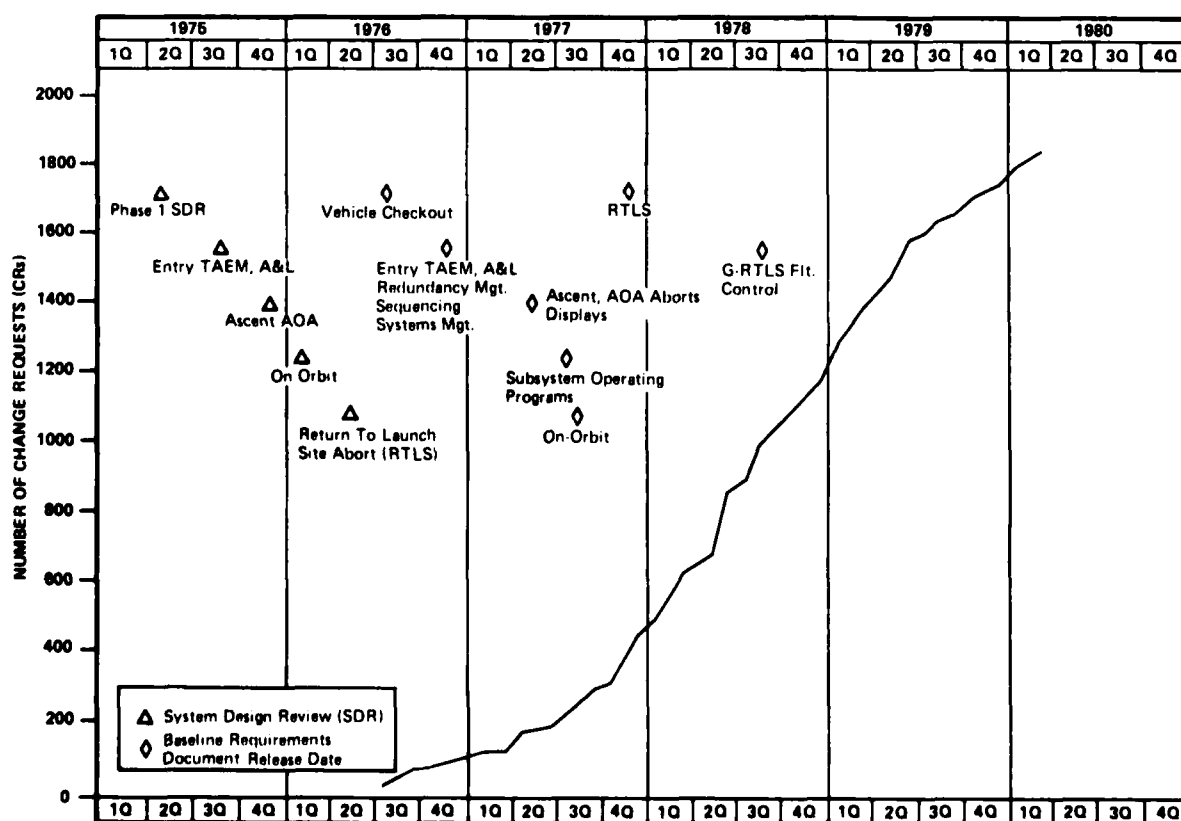 1975 1976 1977 1978 1979 1980
1Q 2Q 3Q 4Q 1Q 2Q 3Q 4Q 1Q 2Q 3Q 4Q 1Q 2Q 3Q 4Q 1Q 2Q 3Q 4Q 1Q 2Q 3Q 4Q
NUMBER OF CHANGE REQUESTS (CRs)
2000
1800
1600
1400
1200
1000
800
600
400
200
0
Phase 1 SDR
Entry TAEM, A&L
Ascent AOA
On Orbit
Return To Launch
Site Abort (RTLS)
Vehicle Checkout
Entry TAEM, A&L
Redundancy Mgt.
Sequencing
Systems Mgt.
Ascent, AOA Aborts
Displays
Subsystem Operating
Programs
On-Orbit
RTLS
G-RTLS Flt.
Control
System Design Review (SDR)
Baseline Requirements
Document Release Date
1Q 2Q 3Q 4Q 1Q 2Q 3Q 4Q 1Q 2Q 3Q 4Q 1Q 2Q 3Q 4Q 1Q 2Q 3Q 4Q 1Q 2Q 3Q 4Q